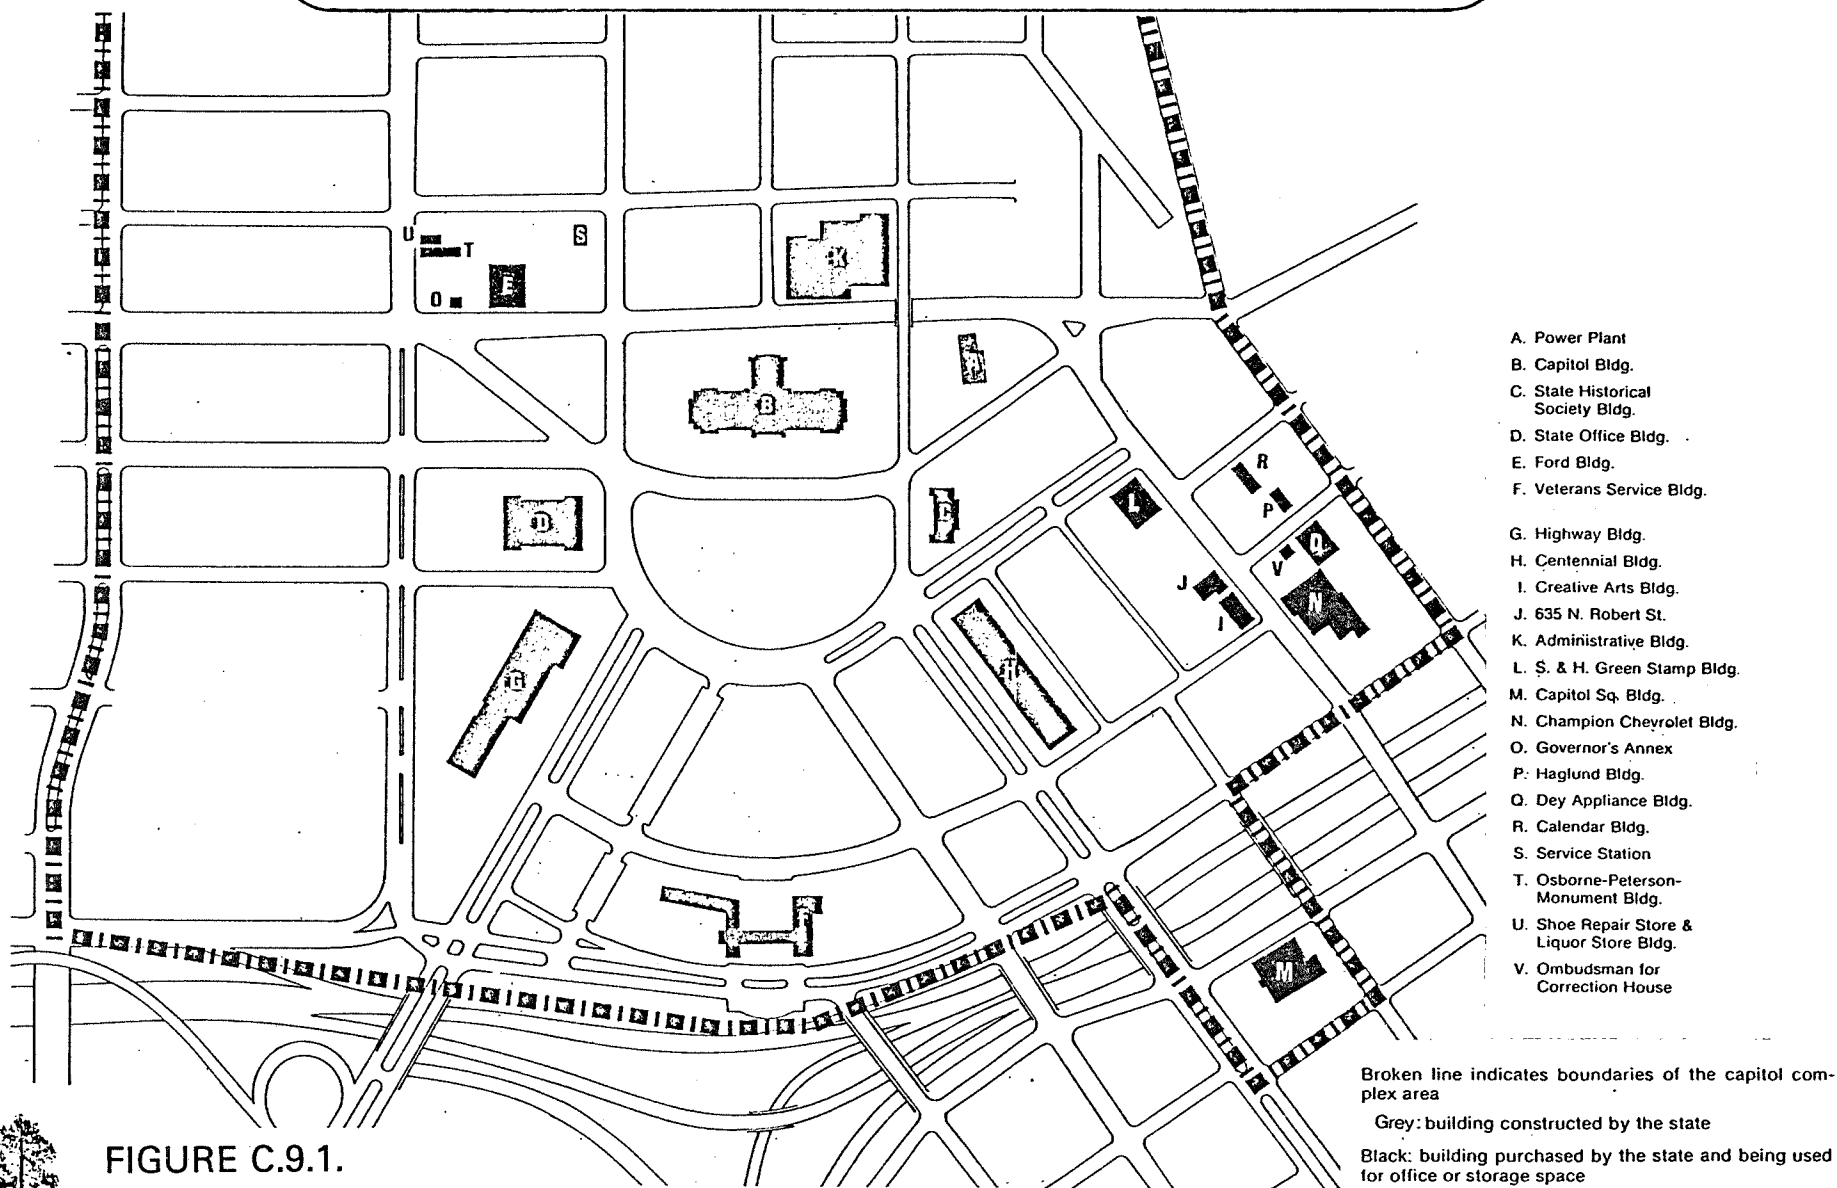 U
S
T
K
E
O
A
B
R
L
P
D
C
Q
V
J
N
I
G
H
F
M
A. Power Plant
B. Capitol Bldg.
C. State Historical
Society Bldg.
D. State Office Bldg.
E. Ford Bldg.
F. Veterans Service Bldg.
G. Highway Bldg.
H. Centennial Bldg.
I. Creative Arts Bldg.
J. 635 N. Robert St.
K. Administrative Bldg.
L. S. & H. Green Stamp Bldg.
M. Capitol Sq. Bldg.
N. Champion Chevrolet Bldg.
O. Governor's Annex
P. Haglund Bldg.
Q. Dey Appliance Bldg.
R. Calendar Bldg.
S. Service Station
T. Osborne-Peterson-
Monument Bldg.
U. Shoe Repair Store &
Liquor Store Bldg.
V. Ombudsman for
Correction House
Broken line indicates boundaries of the capitol com-
plex area
Grey: building constructed by the state
Black: building purchased by the state and being used
for office or storage space
FIGURE C.9.1.